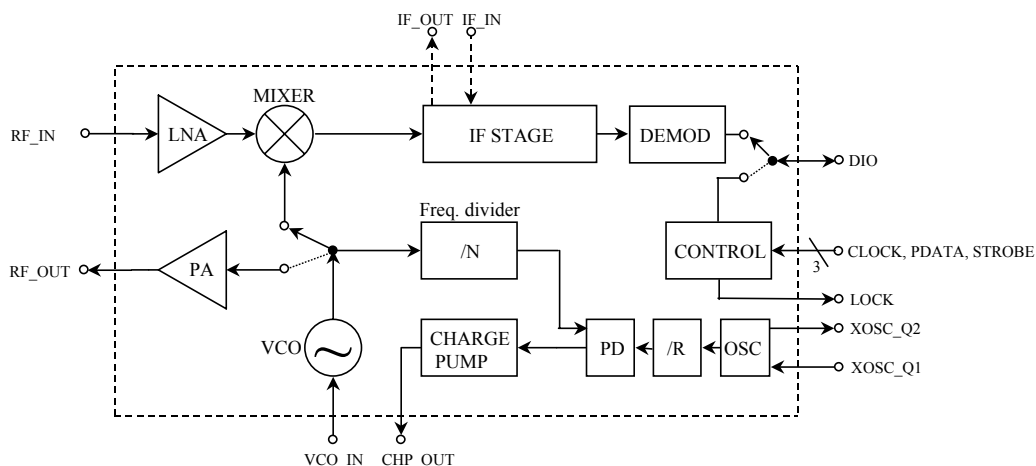 IF_OUT IF_IN
MIXER
RF_IN
LNA
IF STAGE
DEMOD
DIO
Freq. divider
/N
CONTROL
CLOCK, PDATA, STROBE
3
RF_OUT
PA
LOCK
VCO
~
CHARGE
PUMP
PD
/R
OSC
XOSC_Q2
XOSC_Q1
VCO_IN CHP_OUT